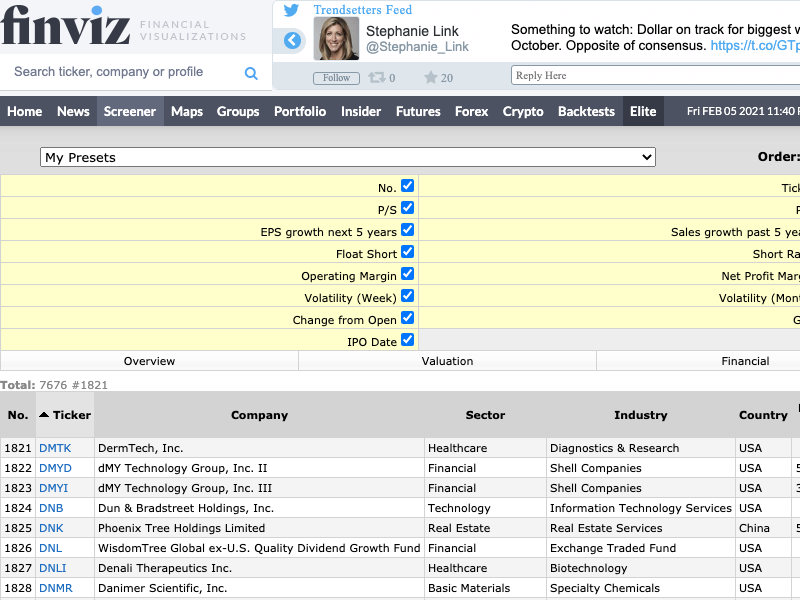 finviz FINANCIAL
VISUALIZATIONS
Trendsetters Feed
Stephanie Link
@Stephanie_Link
Something to watch: Dollar on track for biggest w
October. Opposite of consensus. https://t.co/GTp
Search ticker, company or profile
Follow 0 20
Reply Here
Home News Screener Maps Groups Portfolio Insider Futures Forex Crypto Backtests Elite Fri FEB 05 2021 11:40 P
My Presets Order:
No. Tick
P/S P
EPS growth next 5 years Sales growth past 5 yea
Float Short Short Ra
Operating Margin Net Profit Marg
Volatility (Week) Volatility (Mont
Change from Open G
IPO Date
Overview Valuation Financial
Total: 7676 #1821
No. Ticker Company Sector Industry Country
1821 DMTK DermTech, Inc. Healthcare Diagnostics & Research USA
1822 DMYD dMY Technology Group, Inc. II Financial Shell Companies USA 5
1823 DMYI dMY Technology Group, Inc. III Financial Shell Companies USA 3
1824 DNB Dun & Bradstreet Holdings, Inc. Technology Information Technology Services USA
1825 DNK Phoenix Tree Holdings Limited Real Estate Real Estate Services China 5
1826 DNL WisdomTree Global ex-U.S. Quality Dividend Growth Fund Financial Exchange Traded Fund USA
1827 DNLI Denali Therapeutics Inc. Healthcare Biotechnology USA
1828 DNMR Danimer Scientific, Inc. Basic Materials Specialty Chemicals USA